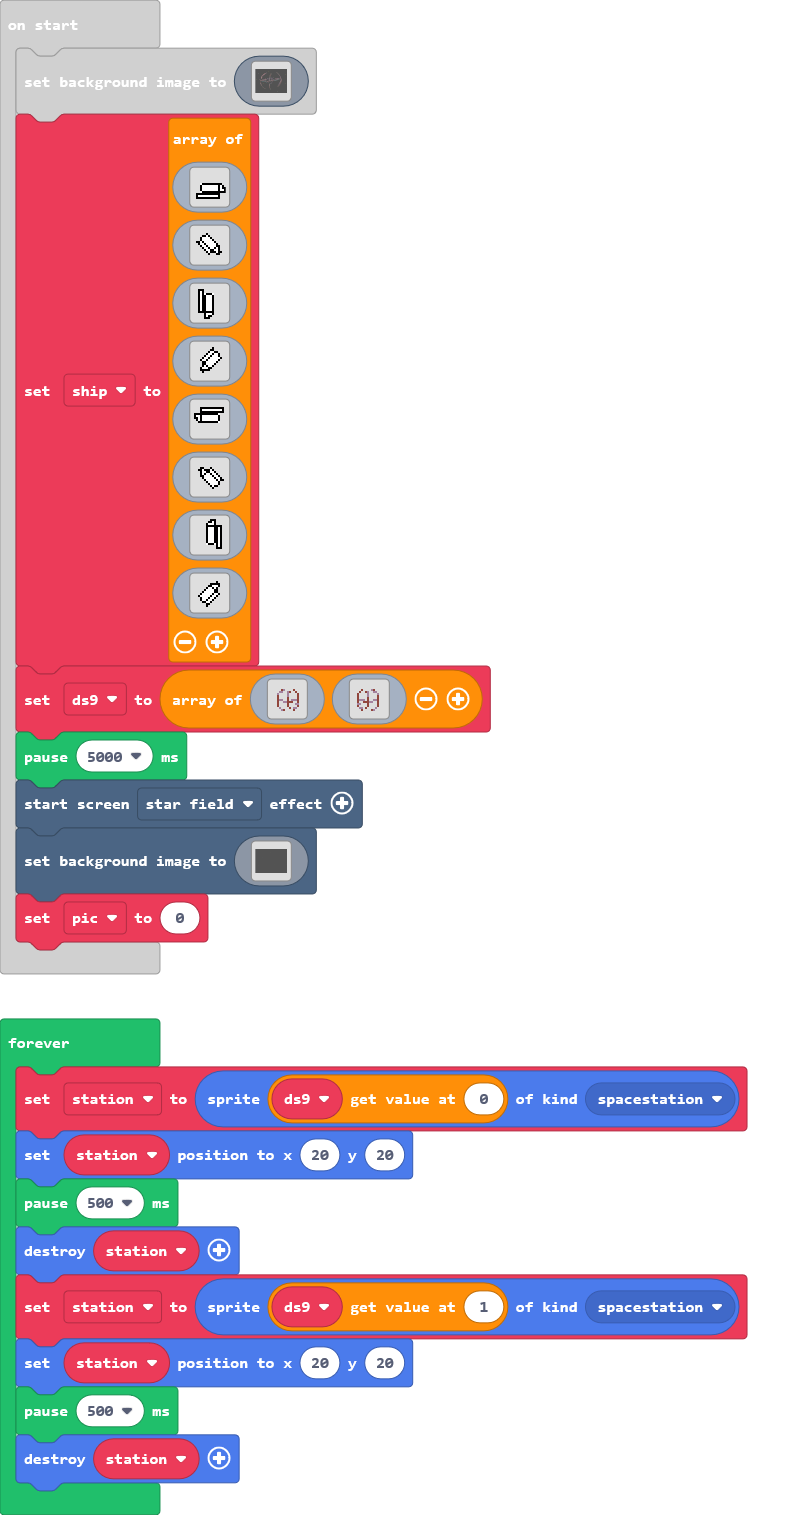 on start
set background image to
array of
set ship to
set ds9 to array of
pause 5000 ms
start screen star field effect
set background image to
set pic to 0
forever
set station to sprite ds9 get value at 0 of kind spacestation
set station position to x 20 y 20
pause 500 ms
destroy station
set station to sprite ds9 get value at 1 of kind spacestation
set station position to x 20 y 20
pause 500 ms
destroy station